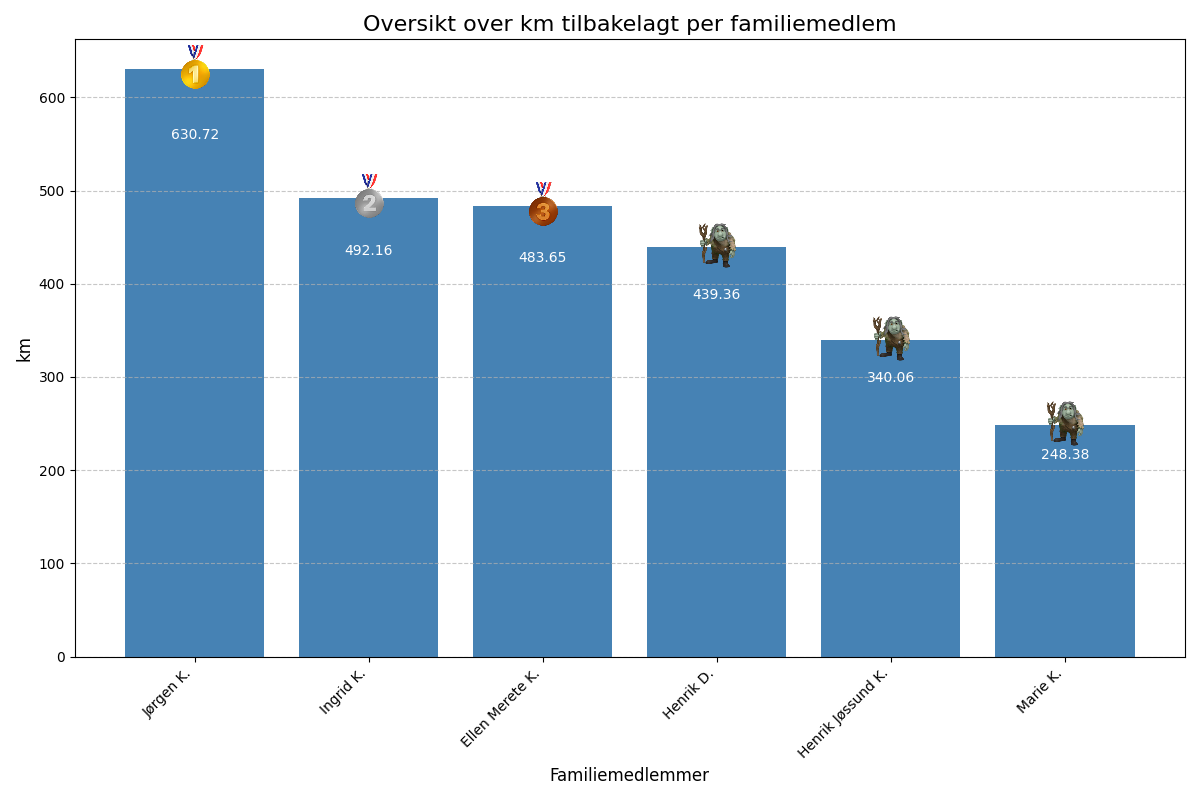 Oversikt over km tilbakelagt per familiemedlem
km
600
500
400
300
200
100
0
1
2
3
630.72
492.16
483.65
439.36
340.06
248.38
Jørgen K.
Ingrid K.
Ellen Merete K.
Henrik D.
Henrik Jøssund K.
Marie K.
Familiemedlemmer